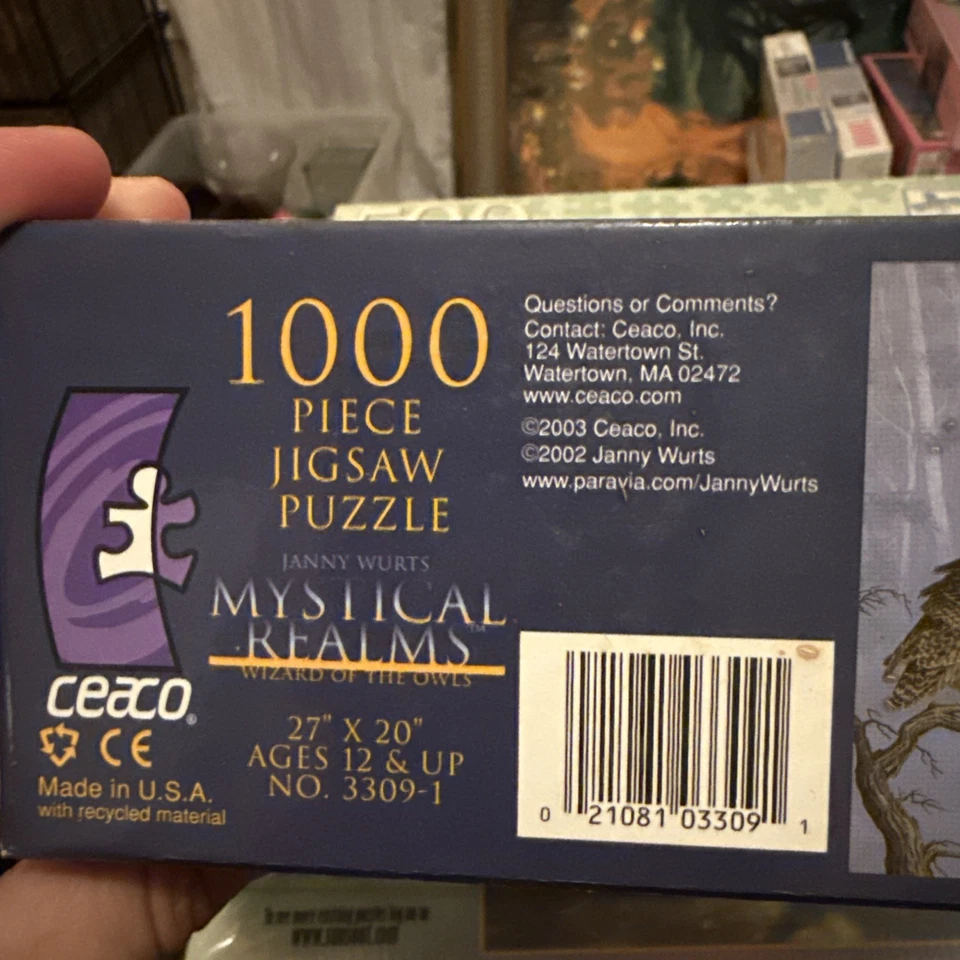 1000
PIECE
JIGSAW
PUZZLE
JANNY WURTS
MYSTICAL
REALMS™
WIZARD OF THE OWLS
27" X 20"
AGES 12 & UP
NO. 3309-1
ceaco®
CE
Made in U.S.A.
with recycled material
Questions or Comments?
Contact: Ceaco, Inc.
124 Watertown St.
Watertown, MA 02472
www.ceaco.com
©2003 Ceaco, Inc.
©2002 Janny Wurts
www.paravia.com/JannyWurts
0 21081 03309 1